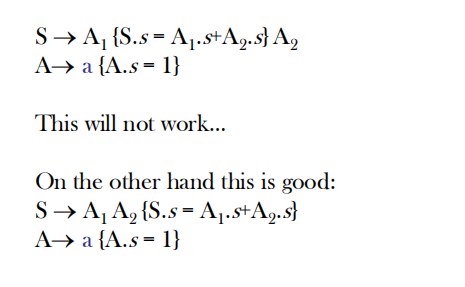 S→ A₁ {S.s = A₁.s+A₂.s} A₂
A→ a {A.s = 1}
This will not work...
On the other hand this is good:
S→ A₁ A₂ {S.s = A₁.s+A₂.s}
A→ a {A.s = 1}